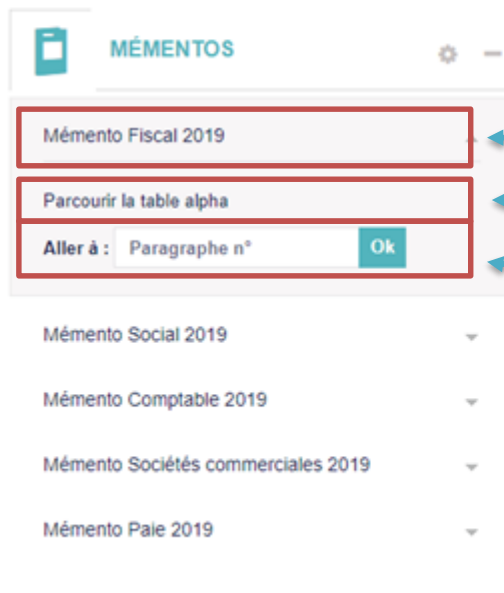 MÉMENTOS
Mémento Fiscal 2019
Parcourir la table alpha
Aller à : Paragraphe n° Ok
Mémento Social 2019
Mémento Comptable 2019
Mémento Sociétés commerciales 2019
Mémento Paie 2019